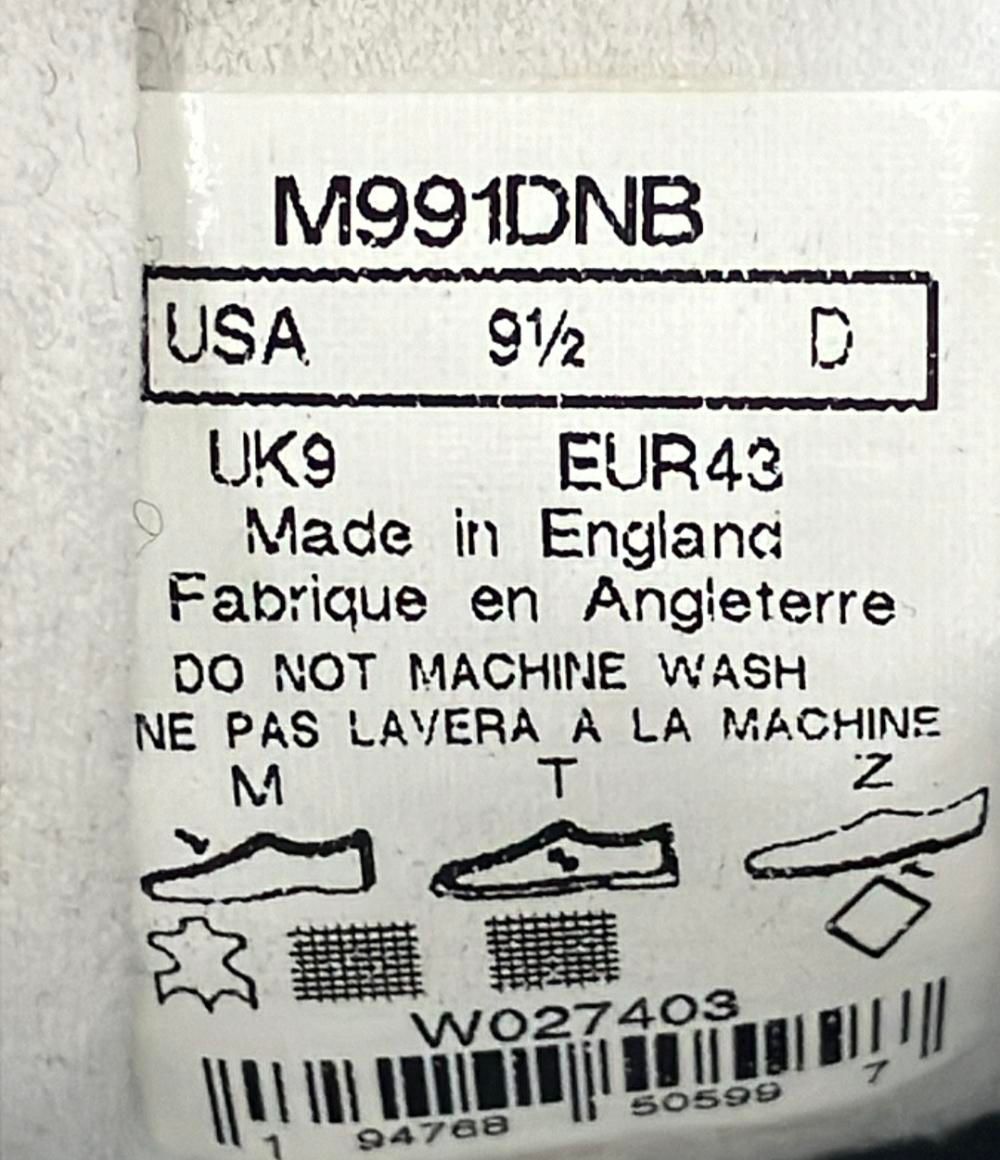 M991DNB
USA 9½ D
UK9 EUR43
Made in England
Fabrique en Angleterre
DO NOT MACHINE WASH
NE PAS LAVERA A LA MACHINE
M T Z
W027403
1 94768 50599 7